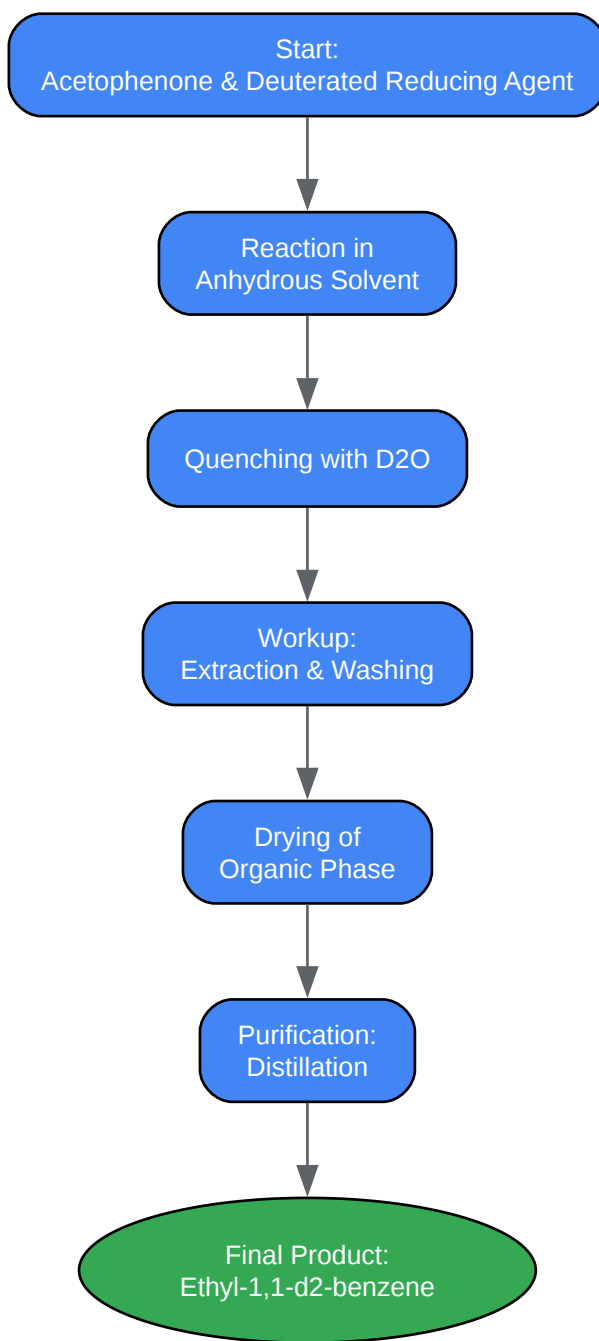 Start:
Acetophenone & Deuterated Reducing Agent
Reaction in
Anhydrous Solvent
Quenching with D2O
Workup:
Extraction & Washing
Drying of
Organic Phase
Purification:
Distillation
Final Product:
Ethyl-1,1-d2-benzene